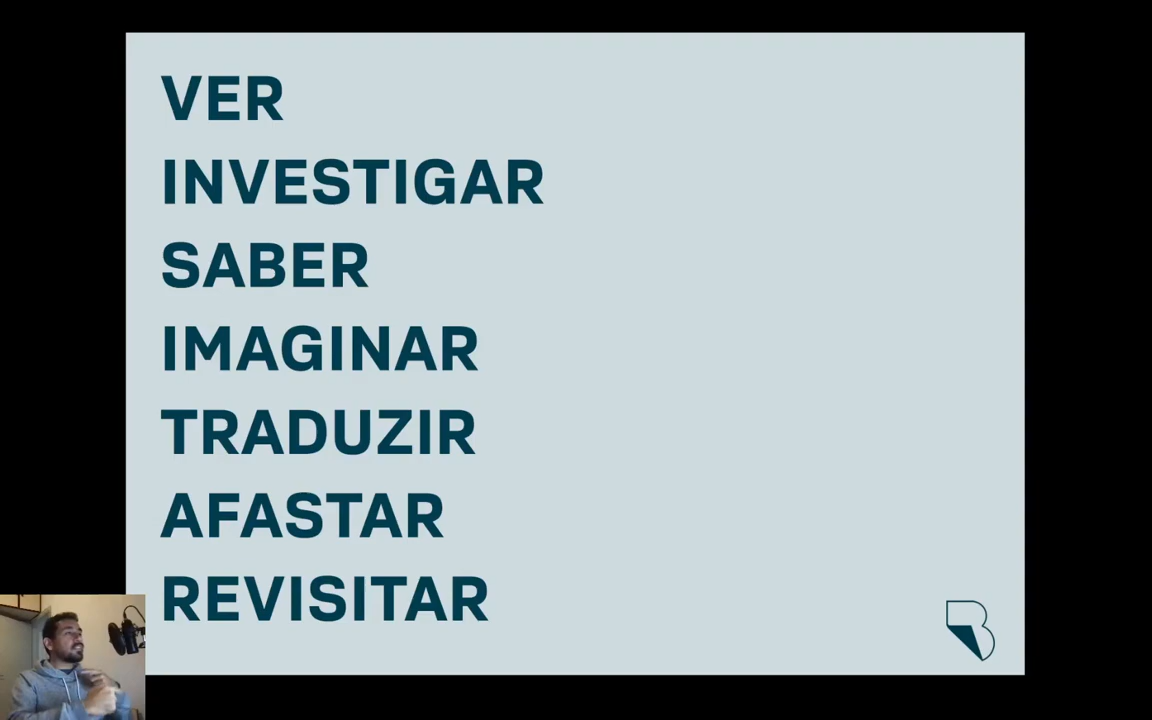 VER
INVESTIGAR
SABER
IMAGINAR
TRADUZIR
AFASTAR
REVISITAR